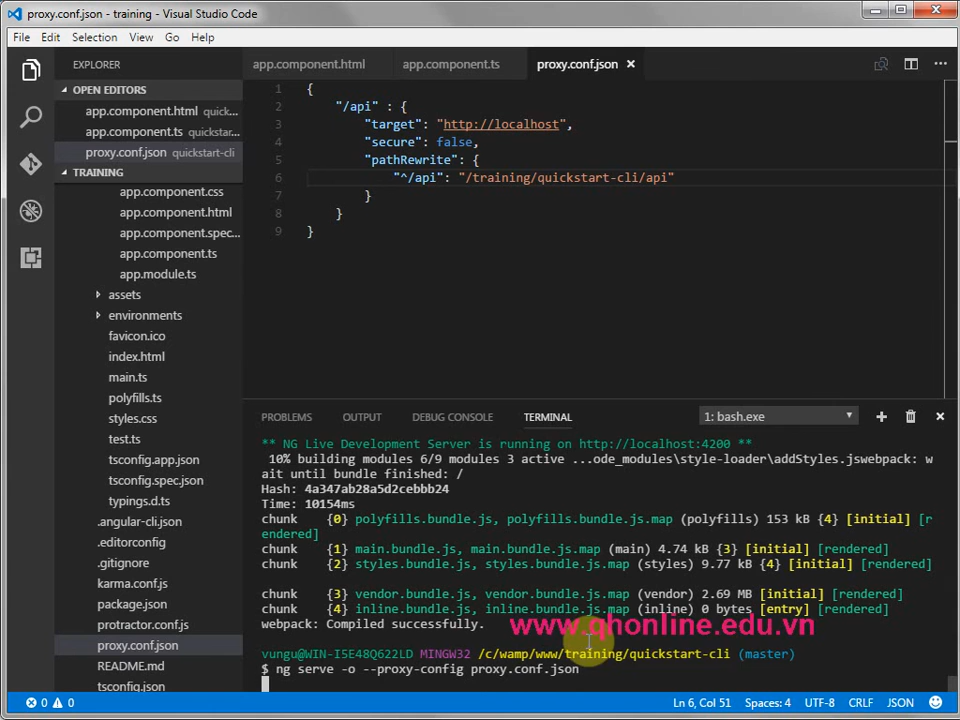 proxy.conf.json - training - Visual Studio Code
File Edit Selection View Go Help
EXPLORER
app.component.html app.component.ts proxy.conf.json
OPEN EDITORS
app.component.html quick...
app.component.ts quickstar...
proxy.conf.json quickstart-cli
TRAINING
app.component.css
app.component.html
app.component.spec...
app.component.ts
app.module.ts
assets
environments
favicon.ico
index.html
main.ts
polyfills.ts
styles.css
test.ts
tsconfig.app.json
tsconfig.spec.json
typings.d.ts
.angular-cli.json
.editorconfig
.gitignore
karma.conf.js
package.json
protractor.conf.js
proxy.conf.json
README.md
tsconfig.json
1 {
2 "/api" : {
3 "target": "http://localhost",
4 "secure": false,
5 "pathRewrite": {
6 "^/api": "/training/quickstart-cli/api"
7 }
8 }
9 }
PROBLEMS OUTPUT DEBUG CONSOLE TERMINAL 1: bash.exe
** NG Live Development Server is running on http://localhost:4200 **
10% building modules 6/9 modules 3 active ...ode_modules\style-loader\addStyles.jswebpack: w
ait until bundle finished: /
Hash: 4a347ab28a5d2cebbb24
Time: 10154ms
chunk {0} polyfills.bundle.js, polyfills.bundle.js.map (polyfills) 153 kB {4} [initial] [r
endered]
chunk {1} main.bundle.js, main.bundle.js.map (main) 4.74 kB {3} [initial] [rendered]
chunk {2} styles.bundle.js, styles.bundle.js.map (styles) 9.77 kB {4} [initial] [rendered]
chunk {3} vendor.bundle.js, vendor.bundle.js.map (vendor) 2.69 MB [initial] [rendered]
chunk {4} inline.bundle.js, inline.bundle.js.map (inline) 0 bytes [entry] [rendered]
webpack: Compiled successfully.
www.qhonline.edu.vn
vungu@WIN-I5E48Q622LD MINGW32 /c/wamp/www/training/quickstart-cli (master)
$ ng serve -o --proxy-config proxy.conf.json
0 0 Ln 6, Col 51 Spaces: 4 UTF-8 CRLF JSON